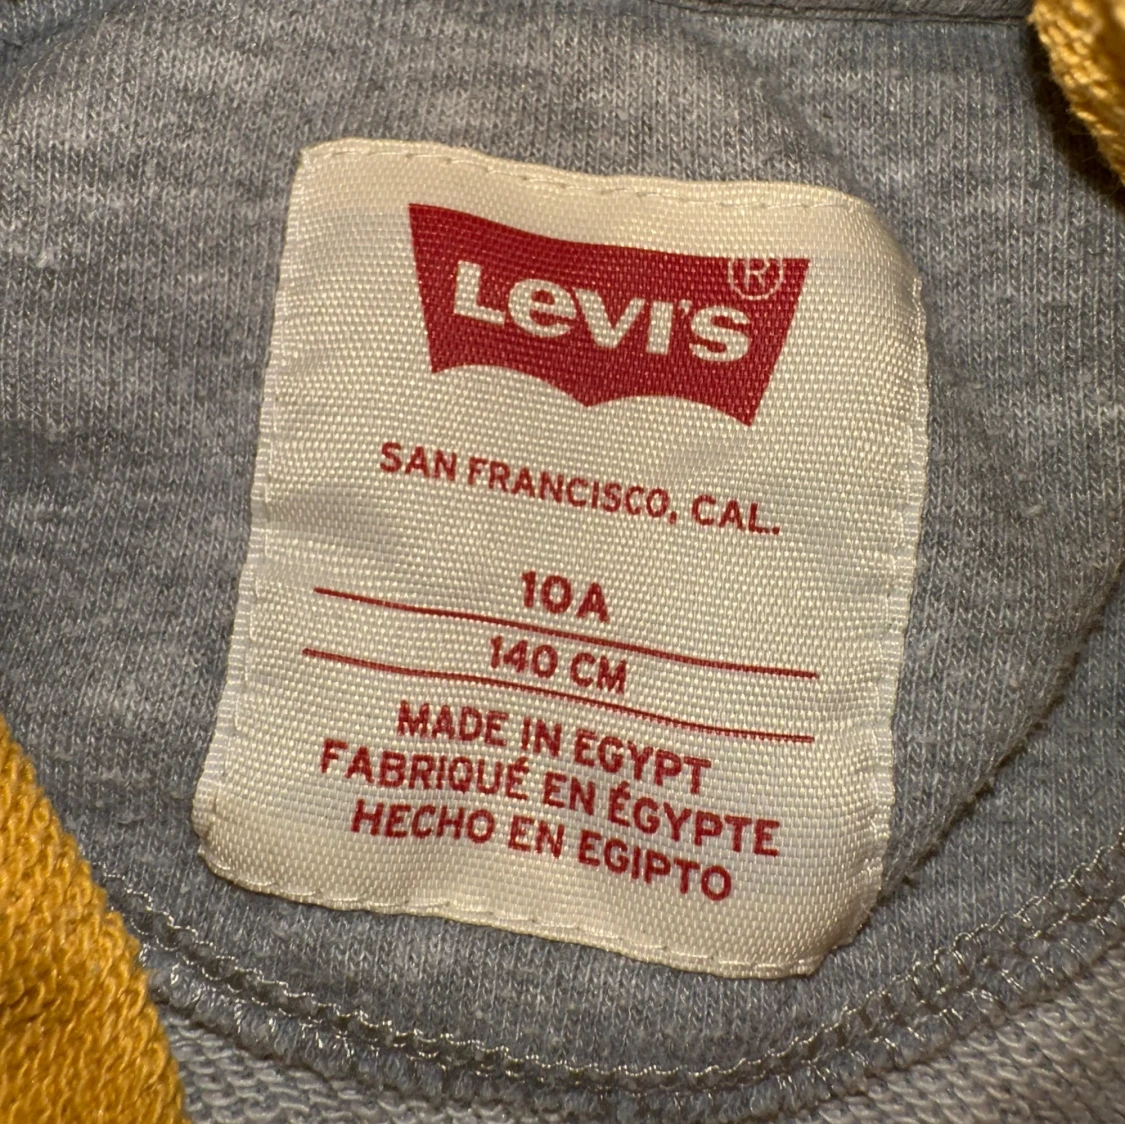 LEVI'S®
SAN FRANCISCO, CAL.
10A
140 CM
MADE IN EGYPT
FABRIQUÉ EN ÉGYPTE
HECHO EN EGIPTO